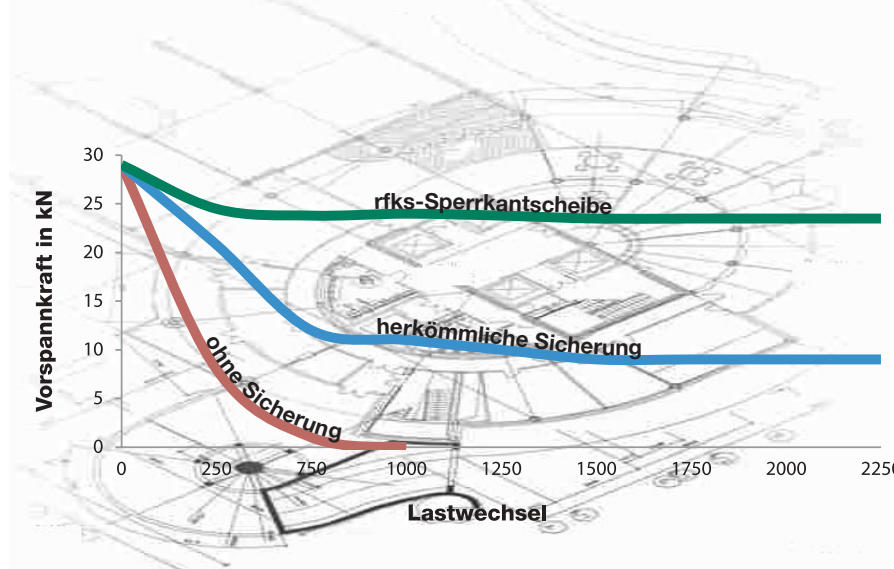 30
rfks-Sperrkantscheibe
25
20
15
herkömmliche Sicherung
10
ohne Sicherung
5
0
Vorspannkraft in kN
0 250 750 1000 1250 1500 1750 2000 2250
Lastwechsel